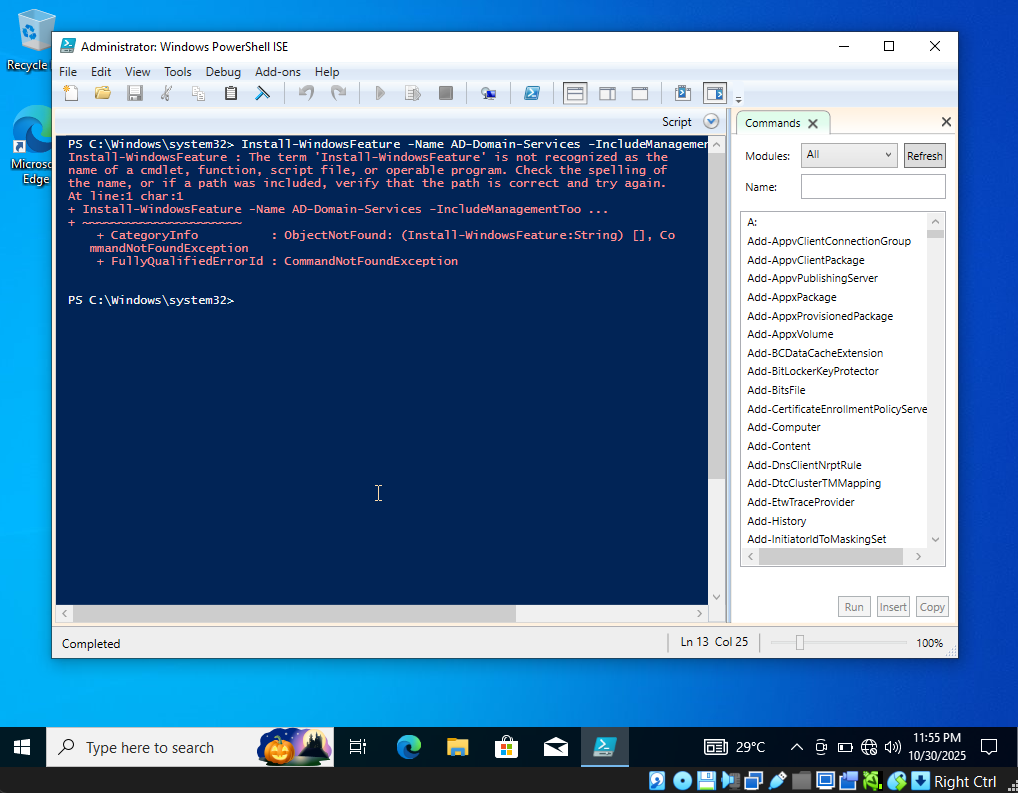 Recycle
Microso
Edge
Administrator: Windows PowerShell ISE
File Edit View Tools Debug Add-ons Help
Script
PS C:\Windows\system32> Install-WindowsFeature -Name AD-Domain-Services -IncludeManagemen
Install-WindowsFeature : The term 'Install-WindowsFeature' is not recognized as the
name of a cmdlet, function, script file, or operable program. Check the spelling of
the name, or if a path was included, verify that the path is correct and try again.
At line:1 char:1
+ Install-WindowsFeature -Name AD-Domain-Services -IncludeManagementToo ...
+ ~~~~~~~~~~~~~~~~~~~~~~
+ CategoryInfo : ObjectNotFound: (Install-WindowsFeature:String) [], Co
mmandNotFoundException
+ FullyQualifiedErrorId : CommandNotFoundException
PS C:\Windows\system32>
Commands
Modules: All Refresh
Name:
A:
Add-AppvClientConnectionGroup
Add-AppvClientPackage
Add-AppvPublishingServer
Add-AppxPackage
Add-AppxProvisionedPackage
Add-AppxVolume
Add-BCDataCacheExtension
Add-BitLockerKeyProtector
Add-BitsFile
Add-CertificateEnrollmentPolicyServe
Add-Computer
Add-Content
Add-DnsClientNrptRule
Add-DtcClusterTMMapping
Add-EtwTraceProvider
Add-History
Add-InitiatorIdToMaskingSet
Run Insert Copy
Completed
Ln 13 Col 25
100%
Type here to search
29°C
11:55 PM
10/30/2025
Right Ctrl